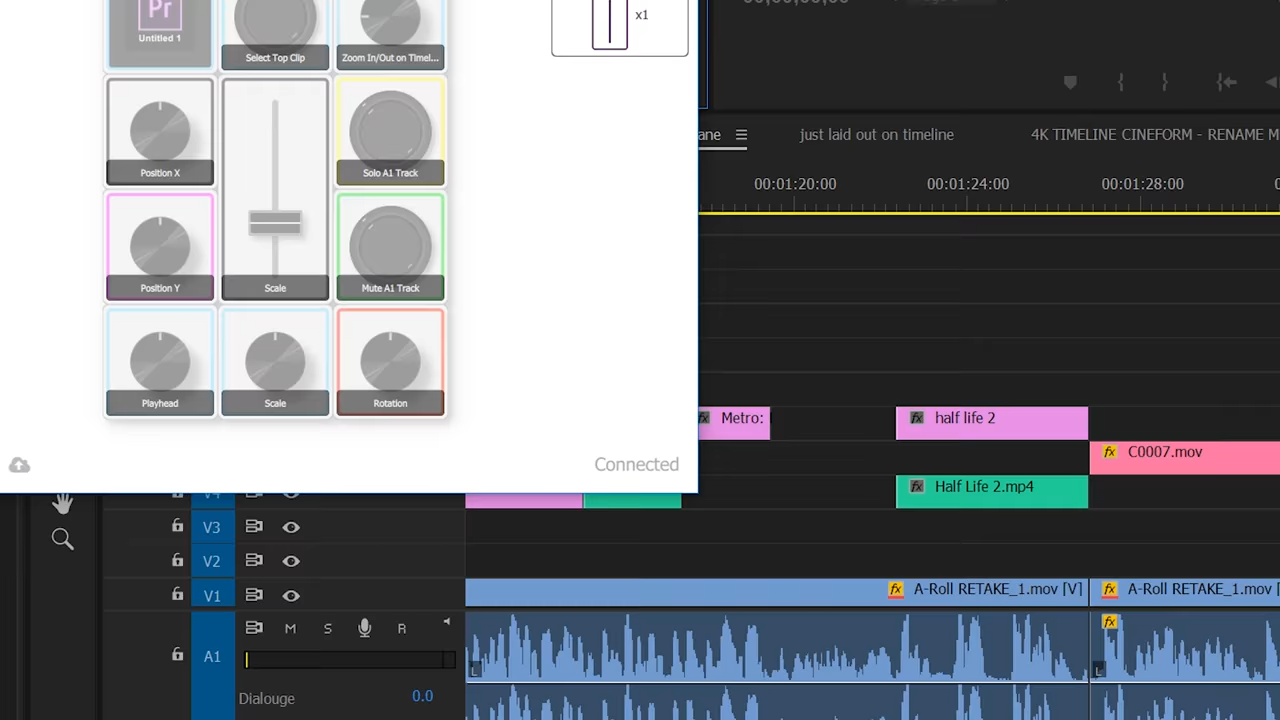 Pr
x1
Untitled 1
Select Top Clip
Zoom In/Out on Timel...
ane
just laid out on timeline
4K TIMELINE CINEFORM - RENAME M
Position X
Solo A1 Track
00:01:20:00
00:01:24:00
00:01:28:00
Position Y
Scale
Mute A1 Track
Playhead
Scale
Rotation
fx Metro:
fx half life 2
fx C0007.mov
Connected
fx Half Life 2.mp4
V4
V3
V2
V1
fx A-Roll RETAKE_1.mov [V]
fx A-Roll RETAKE_1.mov [
A1
M
S
R
fx
L
L
Dialouge
0.0